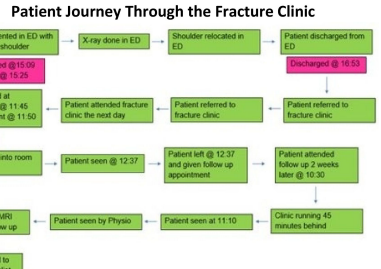 Patient Journey Through the Fracture Clinic
ented in ED with
shoulder
X-ray done in ED
Shoulder relocated in
ED
Patient discharged from
ED
ed @15:09
@ 15:25
Discharged @ 16:53
at
@ 11:45
nt @ 11:50
Patient attended fracture
clinic the next day
Patient referred to
fracture clinic
Patient referred to
fracture clinic
into room
Patient seen @ 12:37
Patient left @ 12:37
and given follow up
appointment
Patient attended
follow up 2 weeks
later @ 10:30
MRI
w up
Patient seen by Physio
Patient seen at 11:10
Clinic running 45
minutes behind
to